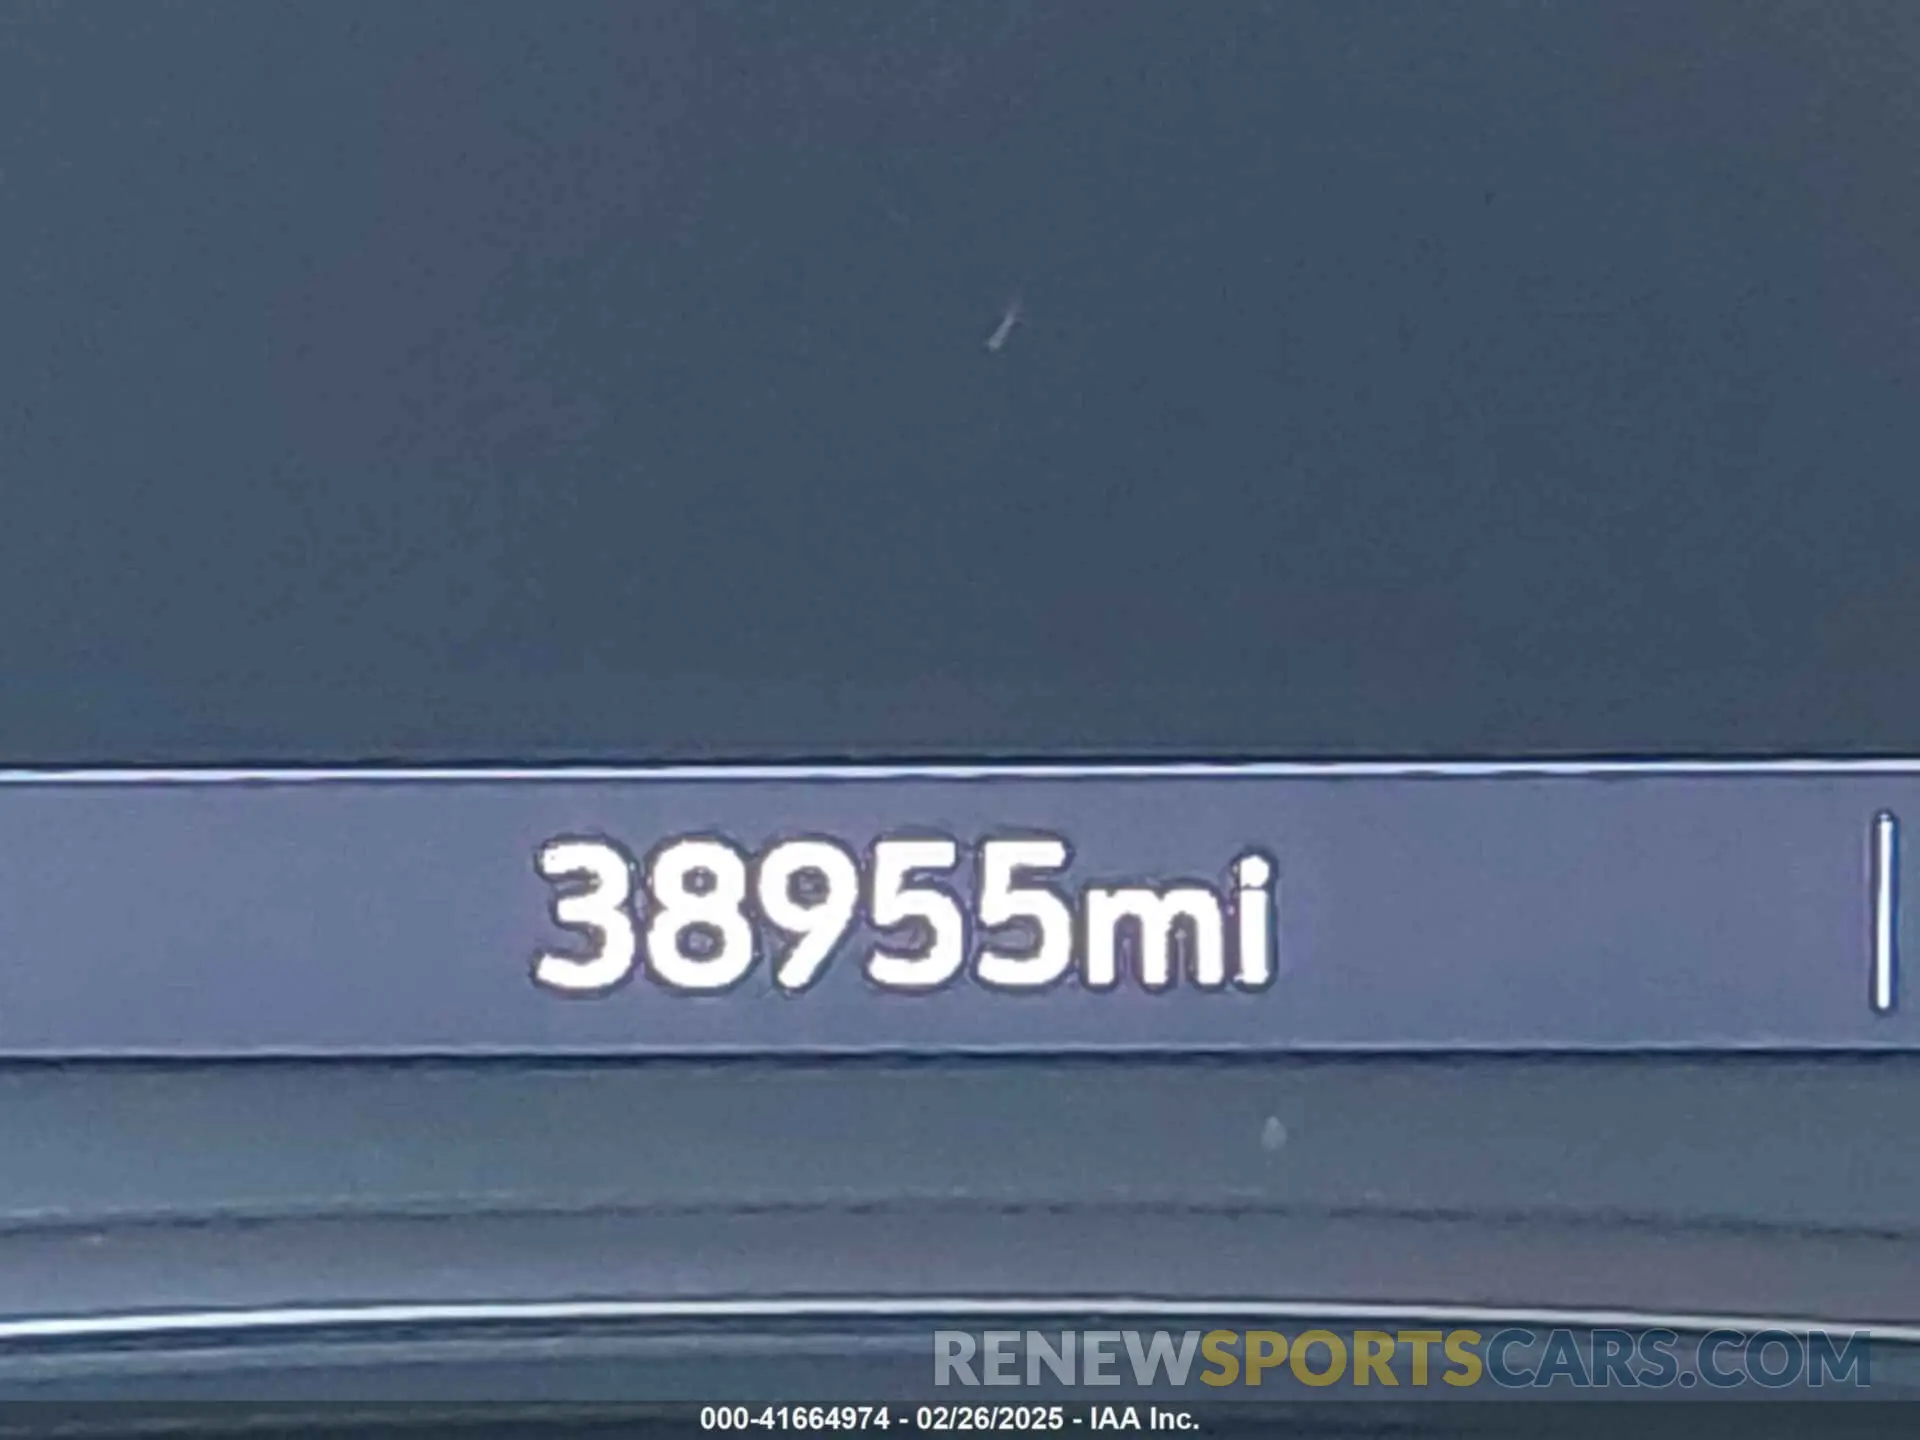 38955mi
RENEWSPORTSCARS.COM
000-41664974 - 02/26/2025 - IAA Inc.